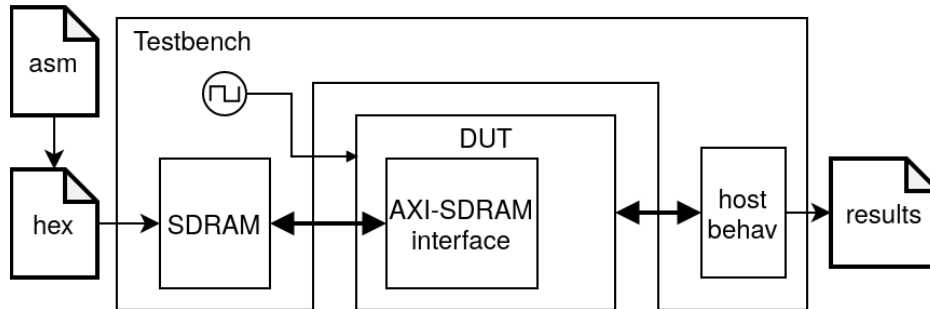 asm
Testbench
DUT
hex
SDRAM
AXI-SDRAM
interface
host
behav
results